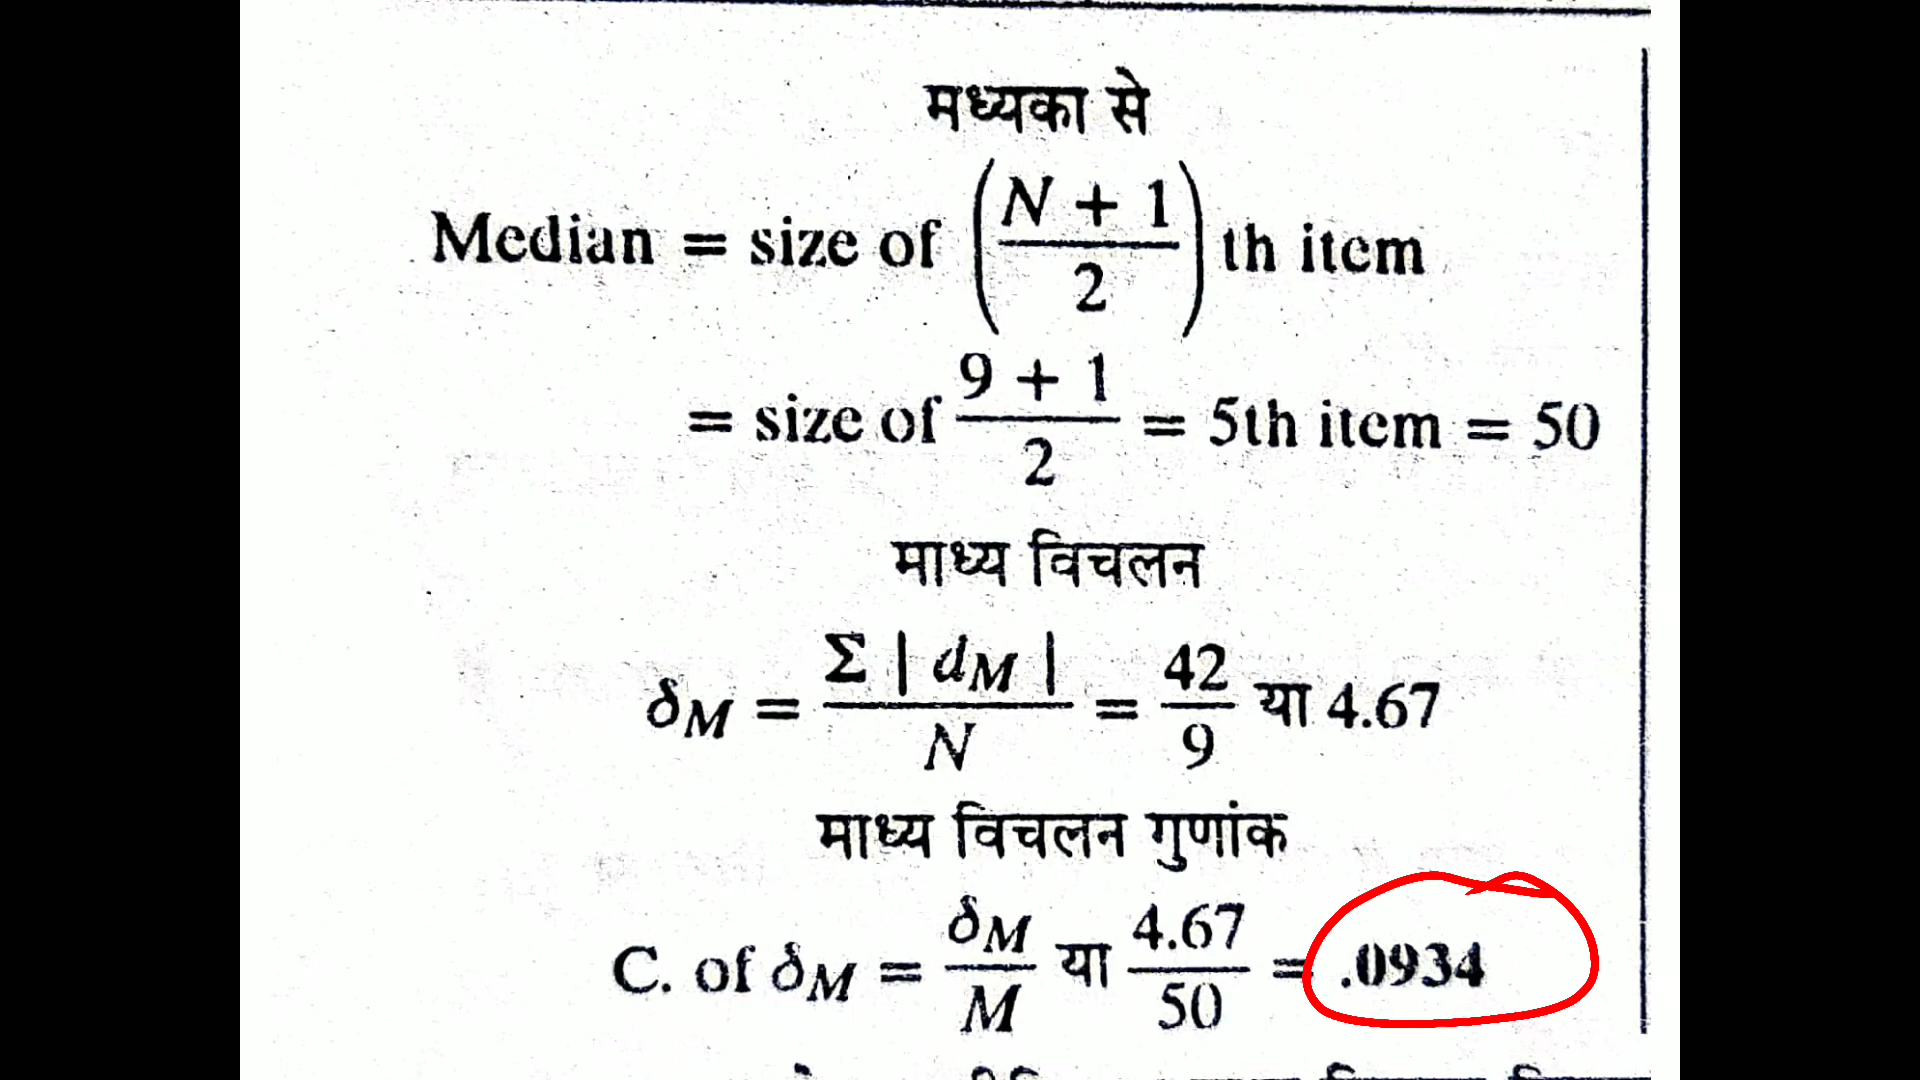 मध्यका से
Median = size of (N + 1 / 2) th item
= size of 9 + 1 / 2 = 5th item = 50
माध्य विचलन
δM = Σ | dM | / N = 42 / 9 या 4.67
माध्य विचलन गुणांक
C. of δM = δM / M या 4.67 / 50 = .0934